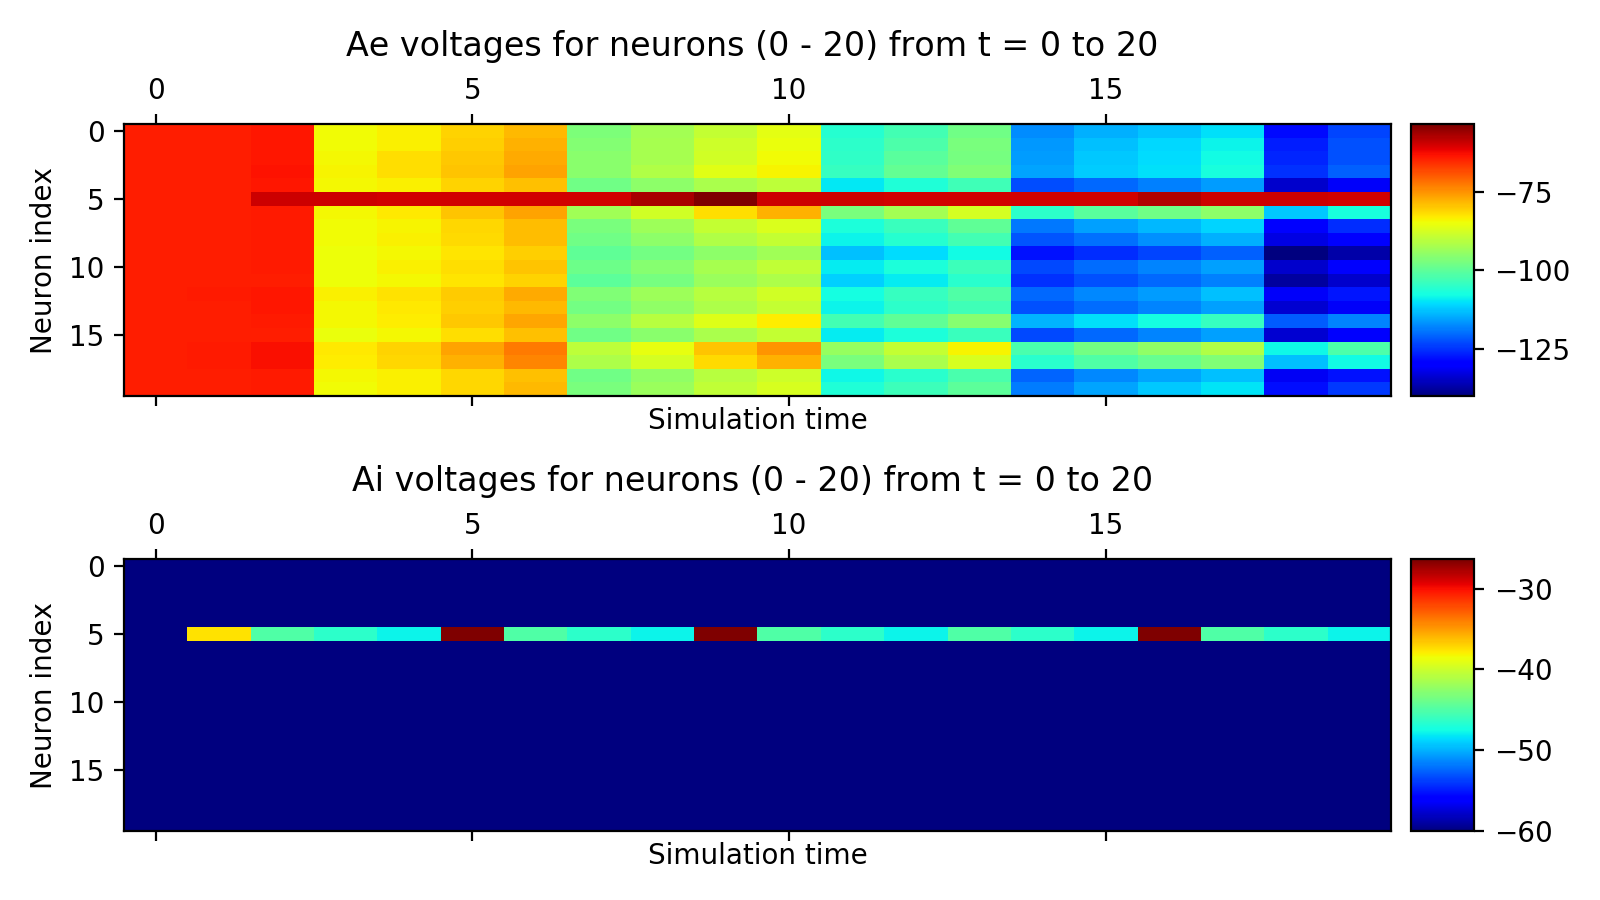 Ae voltages for neurons (0 - 20) from t = 0 to 20
0 5 10 15
Neuron index
0
5
10
15
Simulation time
−75
−100
−125
Ai voltages for neurons (0 - 20) from t = 0 to 20
0 5 10 15
Neuron index
0
5
10
15
Simulation time
−30
−40
−50
−60